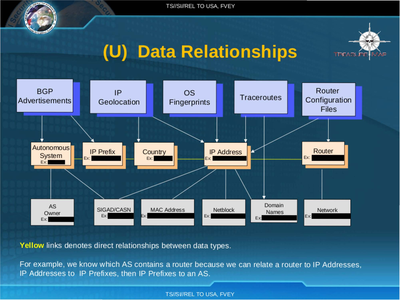 TS//SI//REL TO USA, FVEY
(U) Data Relationships
BGP
Advertisements
IP
Geolocation
OS
Fingerprints
Traceroutes
Router
Configuration
Files
Autonomous
System
Ex:
IP Prefix
Ex:
Country
Ex:
IP Address
Ex:
Router
Ex:
AS
Owner
Ex:
SIGAD/CASN
Ex:
MAC Address
Ex:
Netblock
Ex:
Domain
Names
Ex:
Network
Ex:
Yellow links denotes direct relationships between data types.
For example, we know which AS contains a router because we can relate a router to IP Addresses,
IP Addresses to IP Prefixes, then IP Prefixes to an AS.
TS//SI//REL TO USA, FVEY